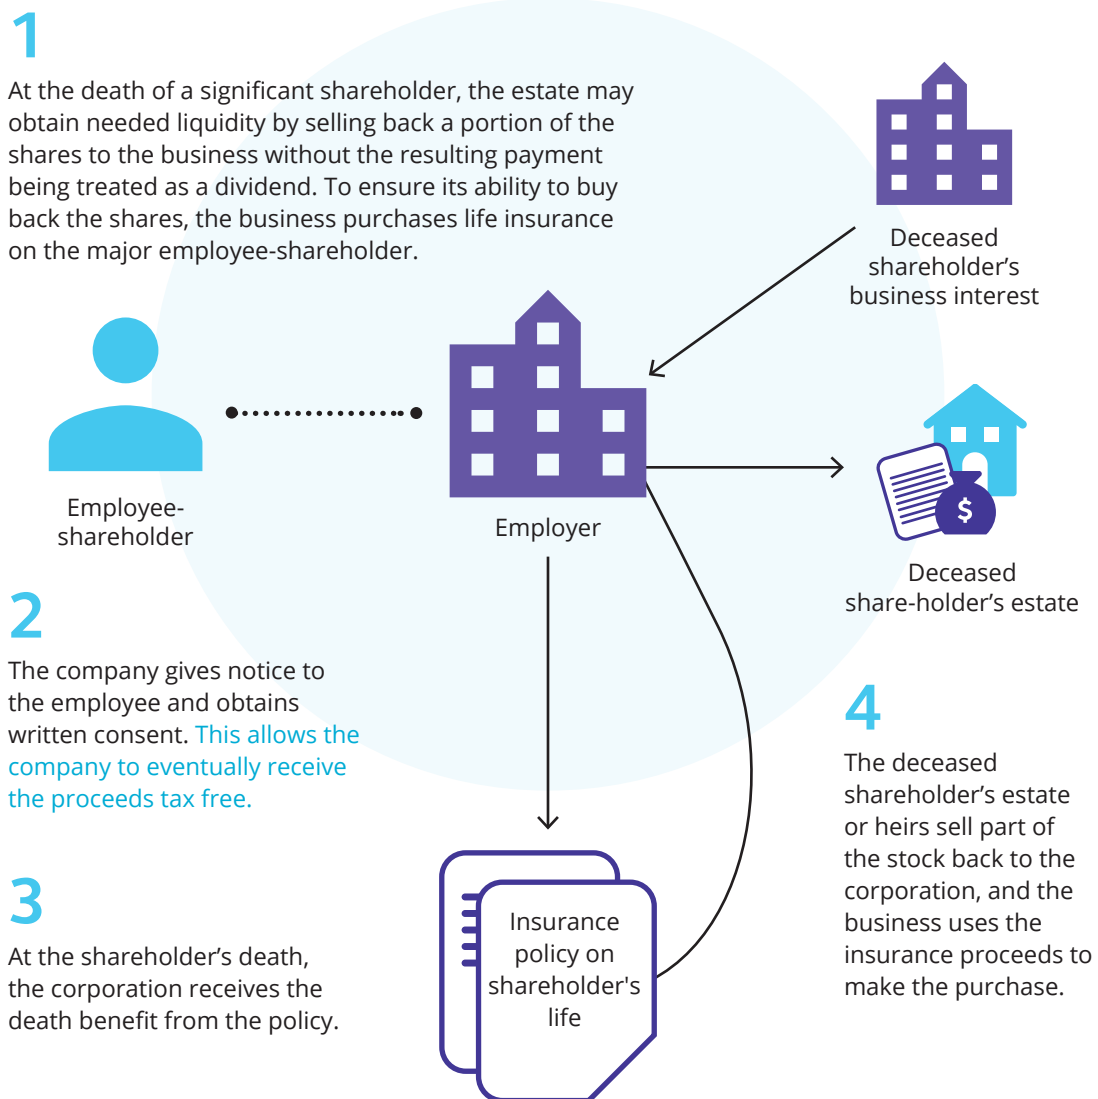 1
At the death of a significant shareholder, the estate may
obtain needed liquidity by selling back a portion of the
shares to the business without the resulting payment
being treated as a dividend. To ensure its ability to buy
back the shares, the business purchases life insurance
on the major employee-shareholder.
Deceased
shareholder’s
business interest
Employee-
shareholder
Employer
$
Deceased
share-holder’s estate
2
The company gives notice to
the employee and obtains
written consent. This allows the
company to eventually receive
the proceeds tax free.
3
At the shareholder’s death,
the corporation receives the
death benefit from the policy.
Insurance
policy on
shareholder's
life
4
The deceased
shareholder’s estate
or heirs sell part of
the stock back to the
corporation, and the
business uses the
insurance proceeds to
make the purchase.